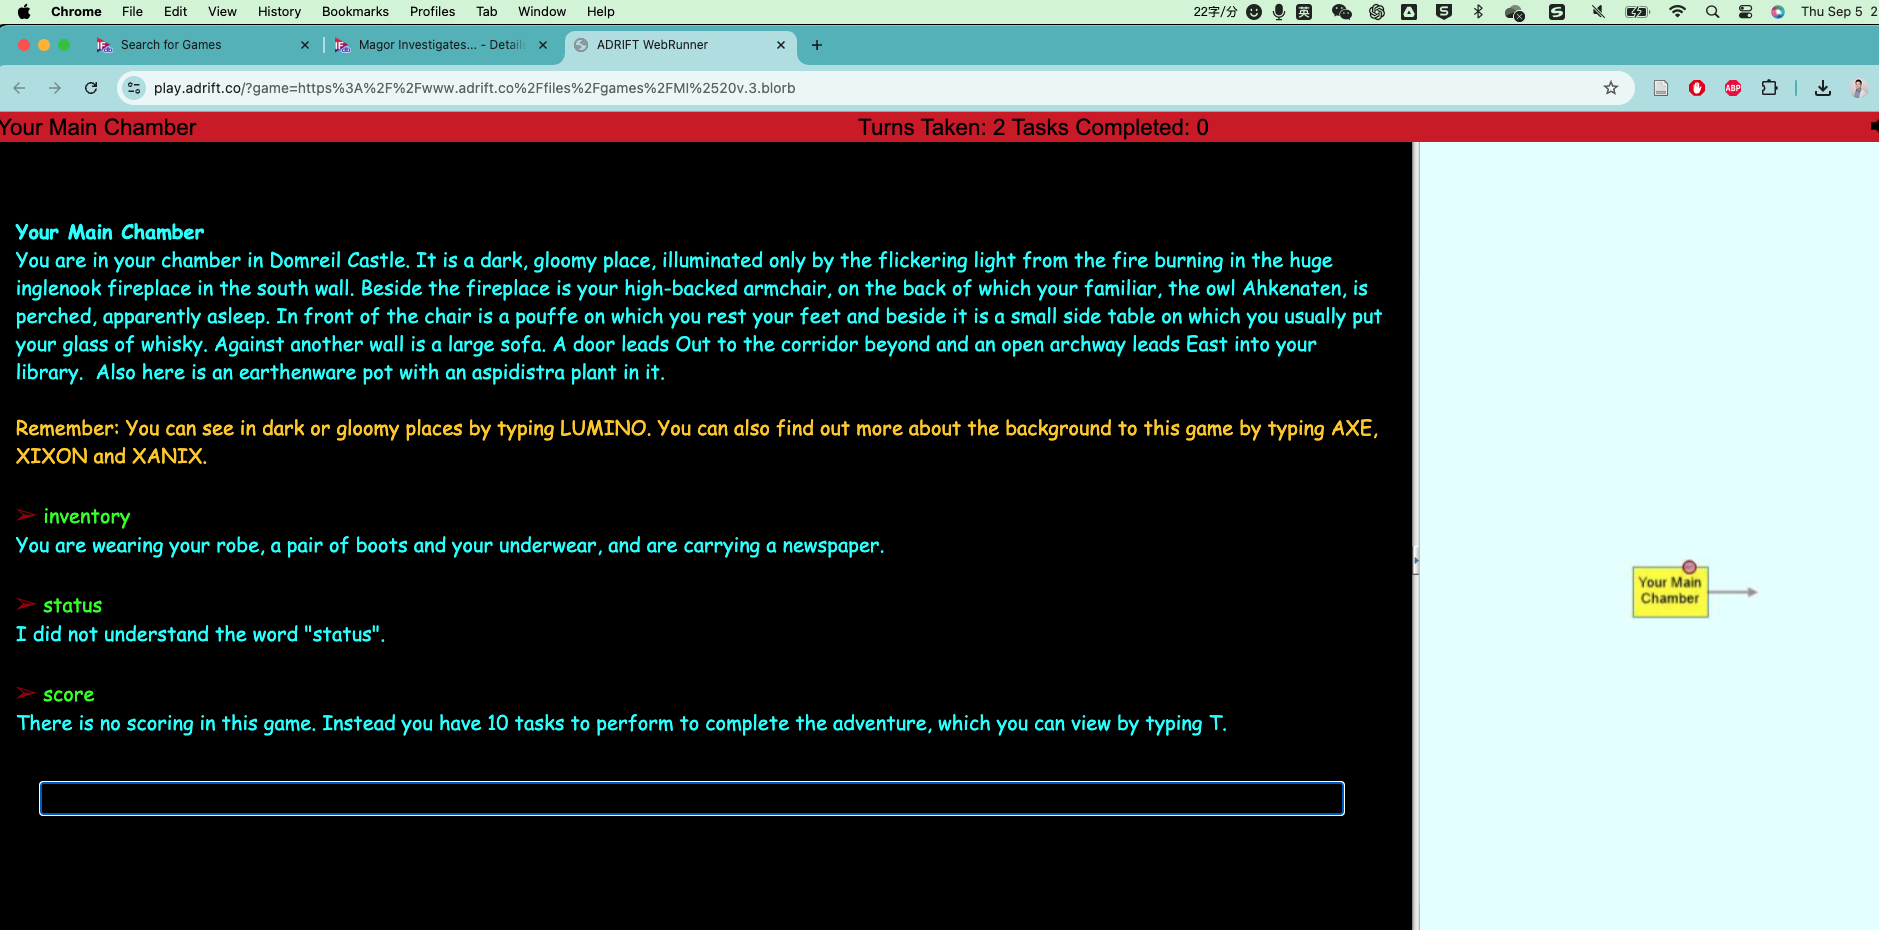 Chrome File Edit View History Bookmarks Profiles Tab Window Help 22字/分 英 Thu Sep 5 2
Search for Games Magor Investigates... - Details ADRIFT WebRunner
play.adrift.co/?game=https%3A%2F%2Fwww.adrift.co%2Ffiles%2Fgames%2FMI%2520v.3.blorb ABP
Your Main Chamber Turns Taken: 2 Tasks Completed: 0
Your Main Chamber
You are in your chamber in Domreil Castle. It is a dark, gloomy place, illuminated only by the flickering light from the fire burning in the huge
inglenook fireplace in the south wall. Beside the fireplace is your high-backed armchair, on the back of which your familiar, the owl Ahkenaten, is
perched, apparently asleep. In front of the chair is a pouffe on which you rest your feet and beside it is a small side table on which you usually put
your glass of whisky. Against another wall is a large sofa. A door leads Out to the corridor beyond and an open archway leads East into your
library. Also here is an earthenware pot with an aspidistra plant in it.
Remember: You can see in dark or gloomy places by typing LUMINO. You can also find out more about the background to this game by typing AXE,
XIXON and XANIX.
➢ inventory
You are wearing your robe, a pair of boots and your underwear, and are carrying a newspaper.
➢ status
I did not understand the word "status".
➢ score
There is no scoring in this game. Instead you have 10 tasks to perform to complete the adventure, which you can view by typing T.
Your Main
Chamber